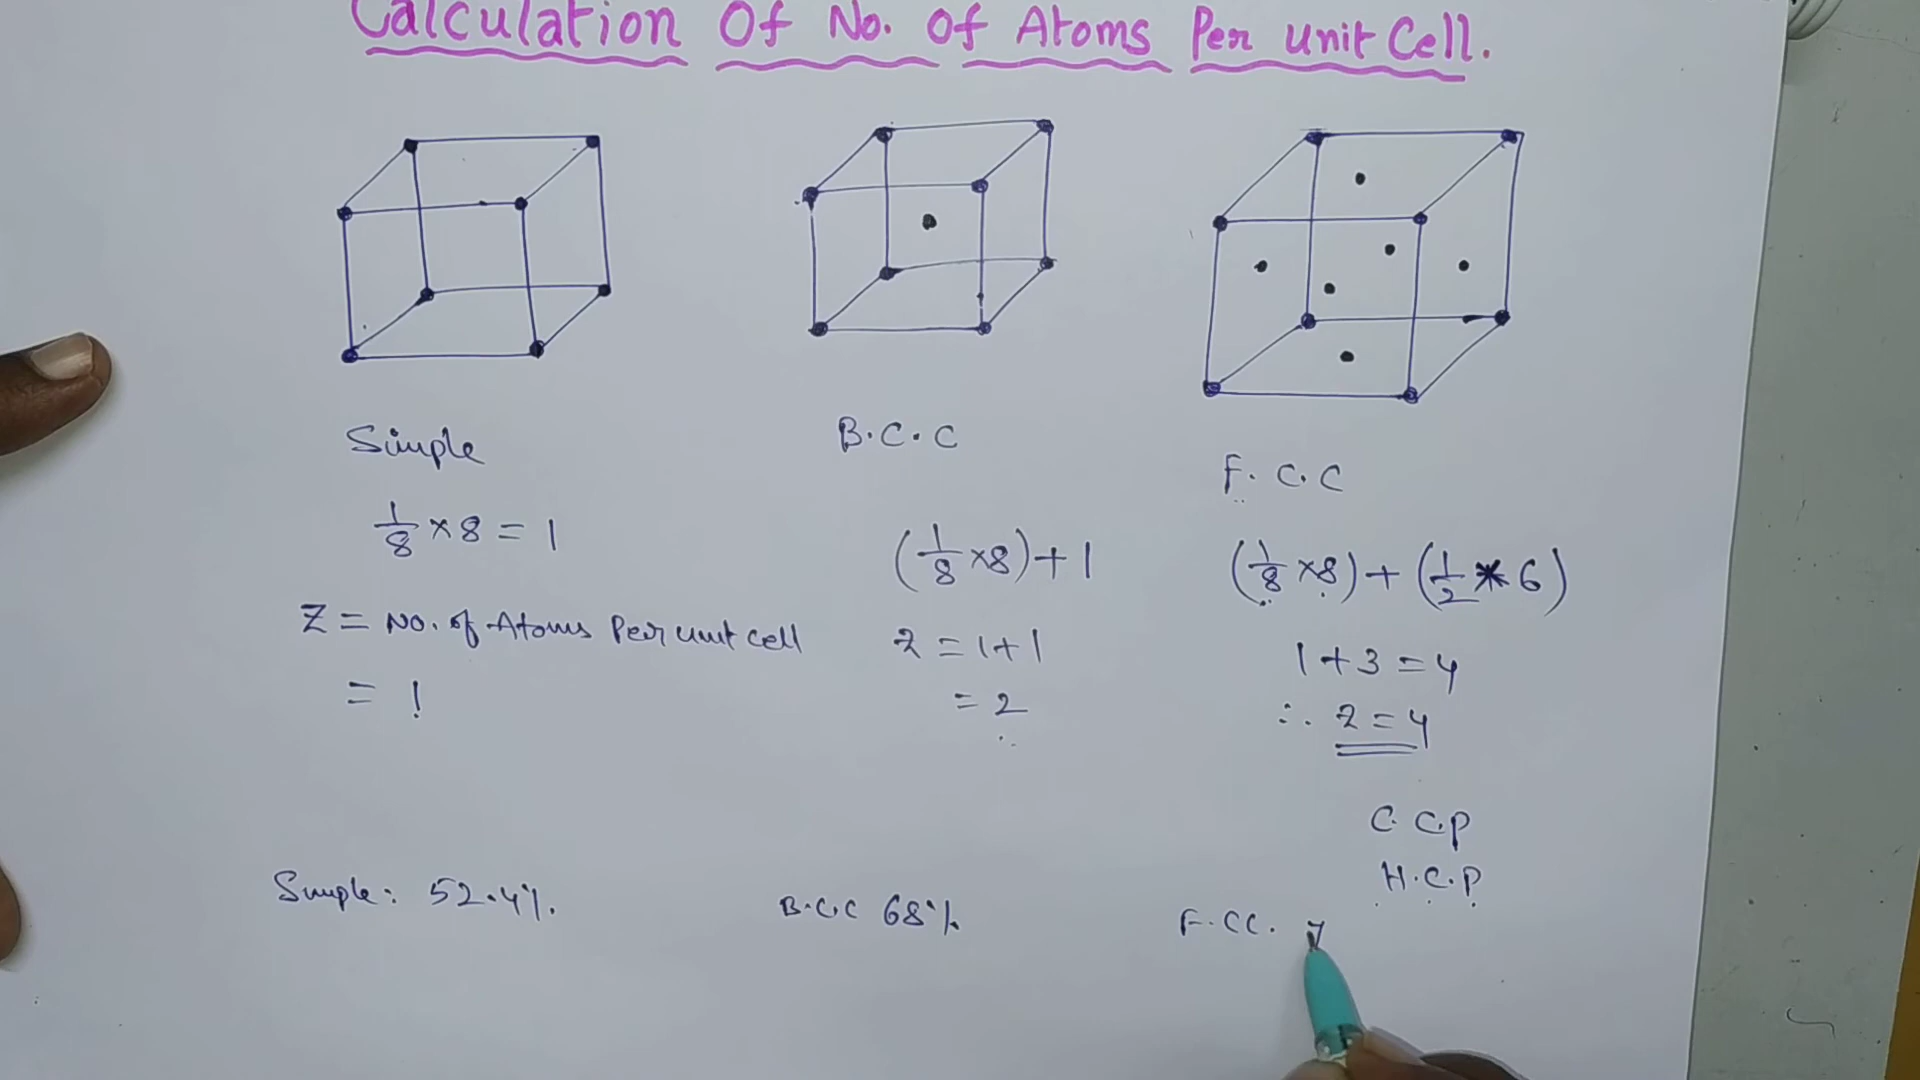 Calculation Of No. Of Atoms Per unit Cell.
Simple
1/8 × 8 = 1
Z = No. of Atoms Per unit cell
= 1
B.C.C
(1/8 × 8) + 1
Z = 1+1
= 2
F. C. C
(1/8 × 8) + (1/2 * 6)
1 + 3 = 4
∴ Z = 4
C. C.P
H.C.P
Simple: 52.4%.
B.C.C 68%.
F.CC. 7